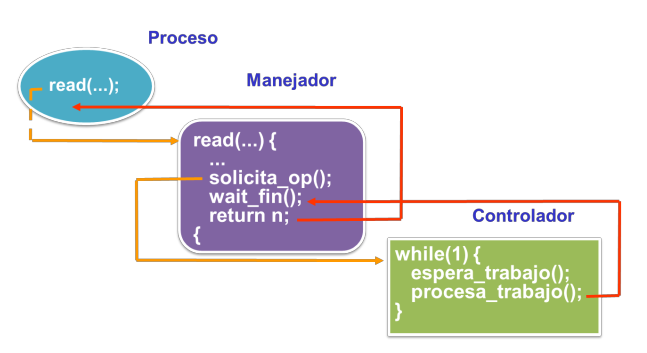 Proceso
read(...);
Manejador
read(...) {
...
solicita_op();
wait_fin();
return n;
{
Controlador
while(1) {
espera_trabajo();
procesa_trabajo();
}